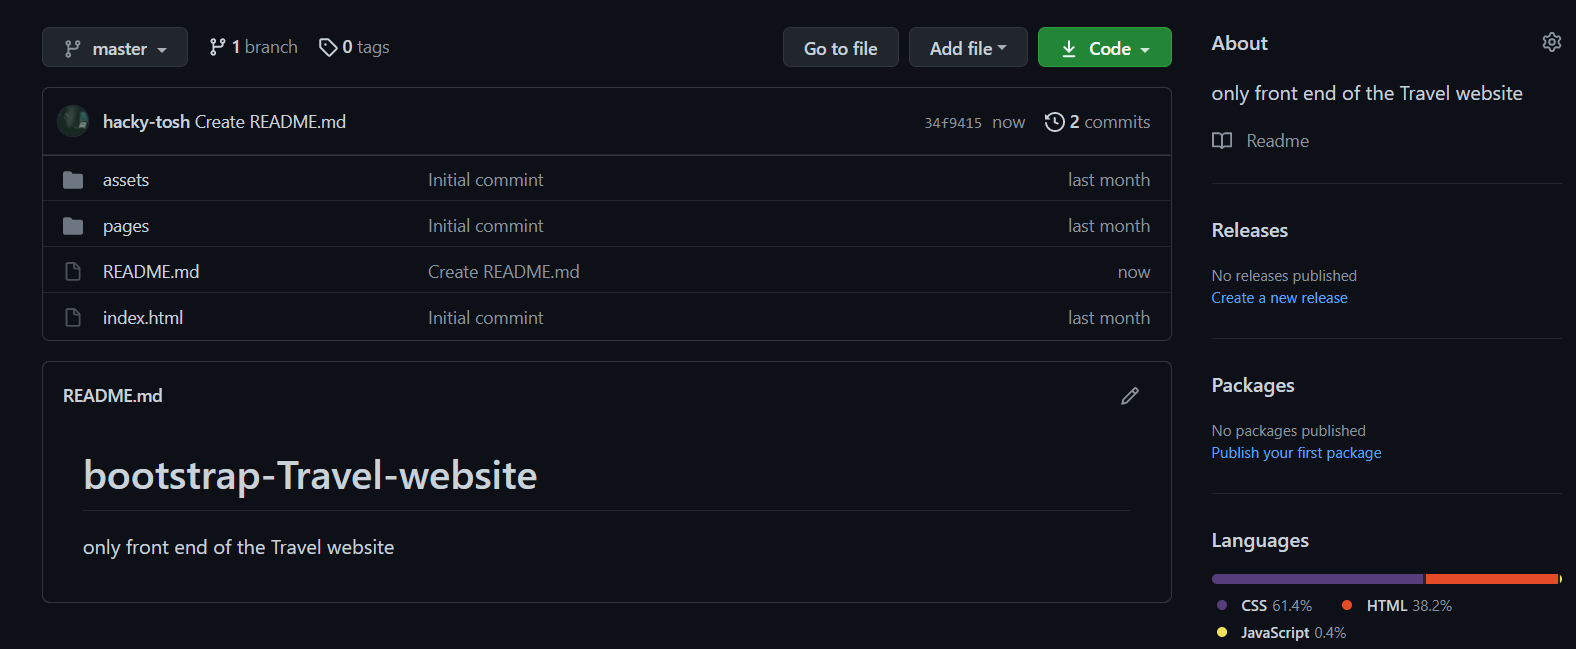 master 1 branch 0 tags Go to file Add file Code
hacky-tosh Create README.md 34f9415 now 2 commits
assets Initial commint last month
pages Initial commint last month
README.md Create README.md now
index.html Initial commint last month
README.md
bootstrap-Travel-website
only front end of the Travel website
About
only front end of the Travel website
Readme
Releases
No releases published
Create a new release
Packages
No packages published
Publish your first package
Languages
CSS 61.4% HTML 38.2%
JavaScript 0.4%